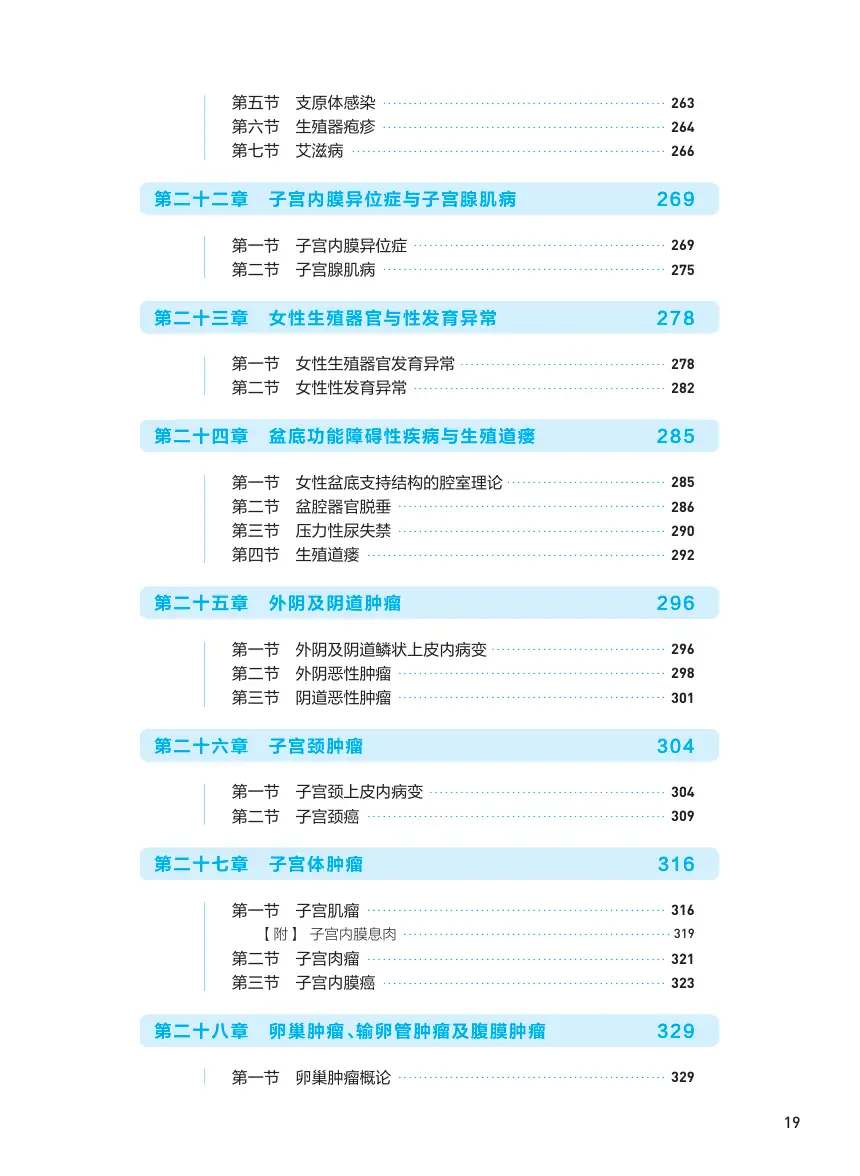 第五节 支原体感染 263
第六节 生殖器疱疹 264
第七节 艾滋病 266
第二十二章 子宫内膜异位症与子宫腺肌病 269
第一节 子宫内膜异位症 269
第二节 子宫腺肌病 275
第二十三章 女性生殖器官与性发育异常 278
第一节 女性生殖器官发育异常 278
第二节 女性性发育异常 282
第二十四章 盆底功能障碍性疾病与生殖道瘘 285
第一节 女性盆底支持结构的腔室理论 285
第二节 盆腔器官脱垂 286
第三节 压力性尿失禁 290
第四节 生殖道瘘 292
第二十五章 外阴及阴道肿瘤 296
第一节 外阴及阴道鳞状上皮内病变 296
第二节 外阴恶性肿瘤 298
第三节 阴道恶性肿瘤 301
第二十六章 子宫颈肿瘤 304
第一节 子宫颈上皮内病变 304
第二节 子宫颈癌 309
第二十七章 子宫体肿瘤 316
第一节 子宫肌瘤 316
【附】 子宫内膜息肉 319
第二节 子宫肉瘤 321
第三节 子宫内膜癌 323
第二十八章 卵巢肿瘤、输卵管肿瘤及腹膜肿瘤 329
第一节 卵巢肿瘤概论 329
19